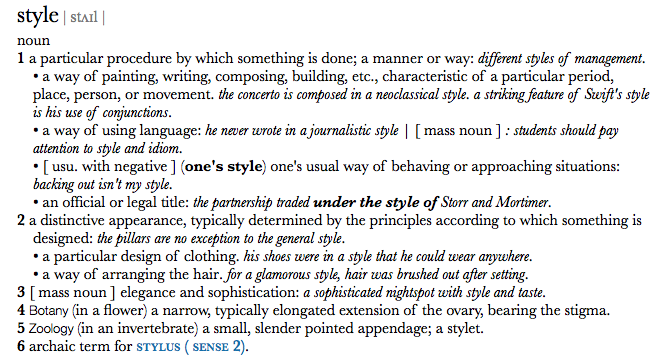 style | stʌɪl |
noun
1 a particular procedure by which something is done; a manner or way: different styles of management.
• a way of painting, writing, composing, building, etc., characteristic of a particular period,
place, person, or movement. the concerto is composed in a neoclassical style. a striking feature of Swift's style
is his use of conjunctions.
• a way of using language: he never wrote in a journalistic style | [ mass noun ] : students should pay
attention to style and idiom.
• [ usu. with negative ] (one's style) one's usual way of behaving or approaching situations:
backing out isn't my style.
• an official or legal title: the partnership traded under the style of Storr and Mortimer.
2 a distinctive appearance, typically determined by the principles according to which something is
designed: the pillars are no exception to the general style.
• a particular design of clothing. his shoes were in a style that he could wear anywhere.
• a way of arranging the hair. for a glamorous style, hair was brushed out after setting.
3 [ mass noun ] elegance and sophistication: a sophisticated nightspot with style and taste.
4 Botany (in a flower) a narrow, typically elongated extension of the ovary, bearing the stigma.
5 Zoology (in an invertebrate) a small, slender pointed appendage; a stylet.
6 archaic term for STYLUS ( SENSE 2).